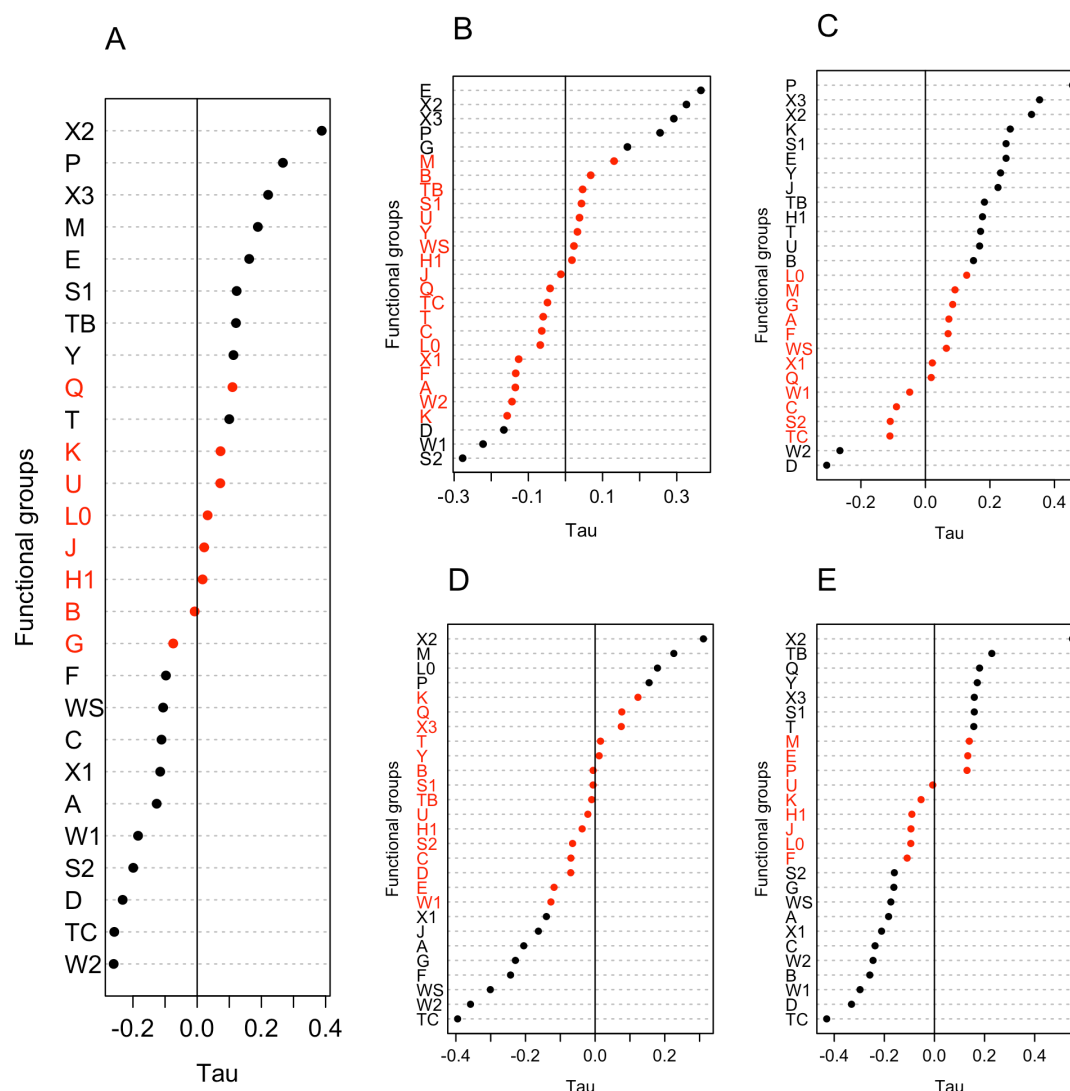 A
Functional groups
X2
P
X3
M
E
S1
TB
Y
Q
T
K
U
L0
J
H1
B
G
F
WS
C
X1
A
W1
S2
D
TC
W2
-0.2 0.0 0.2 0.4
Tau
B
Functional groups
E
X2
X3
P
G
M
B
TB
S1
U
Y
WS
H1
J
Q
TC
T
C
L0
X1
F
A
W2
K
D
W1
S2
-0.3 -0.1 0.1 0.3
Tau
C
Functional groups
P
X3
X2
K
S1
E
Y
J
TB
H1
T
U
B
L0
M
G
A
F
WS
X1
Q
W1
C
S2
TC
W2
D
-0.2 0.0 0.2 0.4
Tau
D
Functional groups
X2
M
L0
P
K
Q
X3
T
Y
B
S1
TB
U
H1
S2
C
D
E
W1
X1
J
A
G
F
WS
W2
TC
-0.4 -0.2 0.0 0.2
Tau
E
Functional groups
X2
TB
Q
Y
X3
S1
T
M
E
P
U
K
H1
J
L0
F
S2
G
WS
A
X1
C
W2
B
W1
D
TC
-0.4 -0.2 0.0 0.2 0.4
Tau